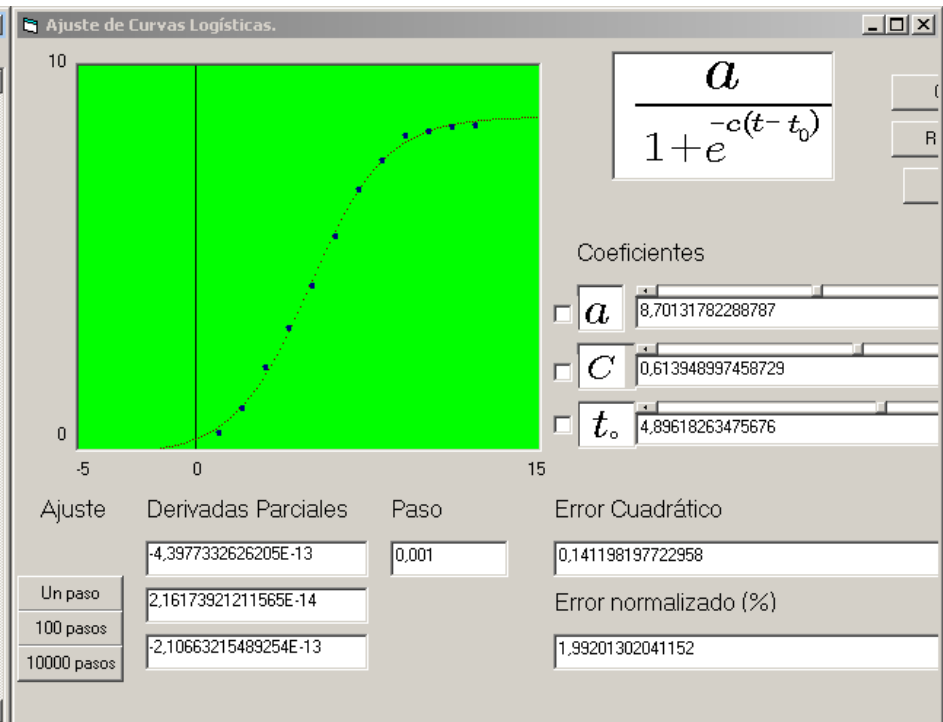 Ajuste de Curvas Logísticas.
10
0
-5 0 15
a
1+e^-c(t-t₀)
R
Coeficientes
a 8,70131782288787
C 0,613948997458729
t₀ 4,89618263475676
Ajuste Derivadas Parciales Paso Error Cuadrático
-4,3977332626205E-13 0,001 0,141198197722958
Un paso 2,16173921211565E-14 Error normalizado (%)
100 pasos
10000 pasos -2,10663215489254E-13 1,99201302041152